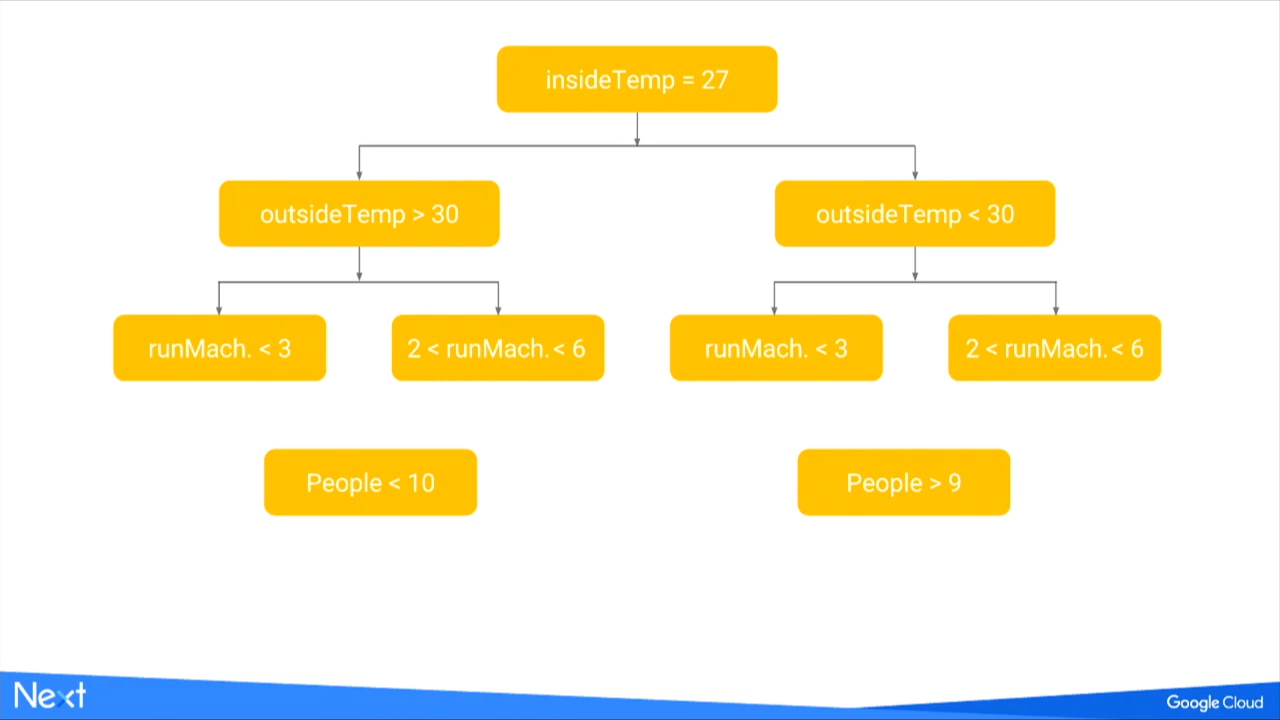 insideTemp = 27
outsideTemp > 30
outsideTemp < 30
runMach. < 3
2 < runMach.< 6
runMach. < 3
2 < runMach.< 6
People < 10
People > 9
Next
Google Cloud